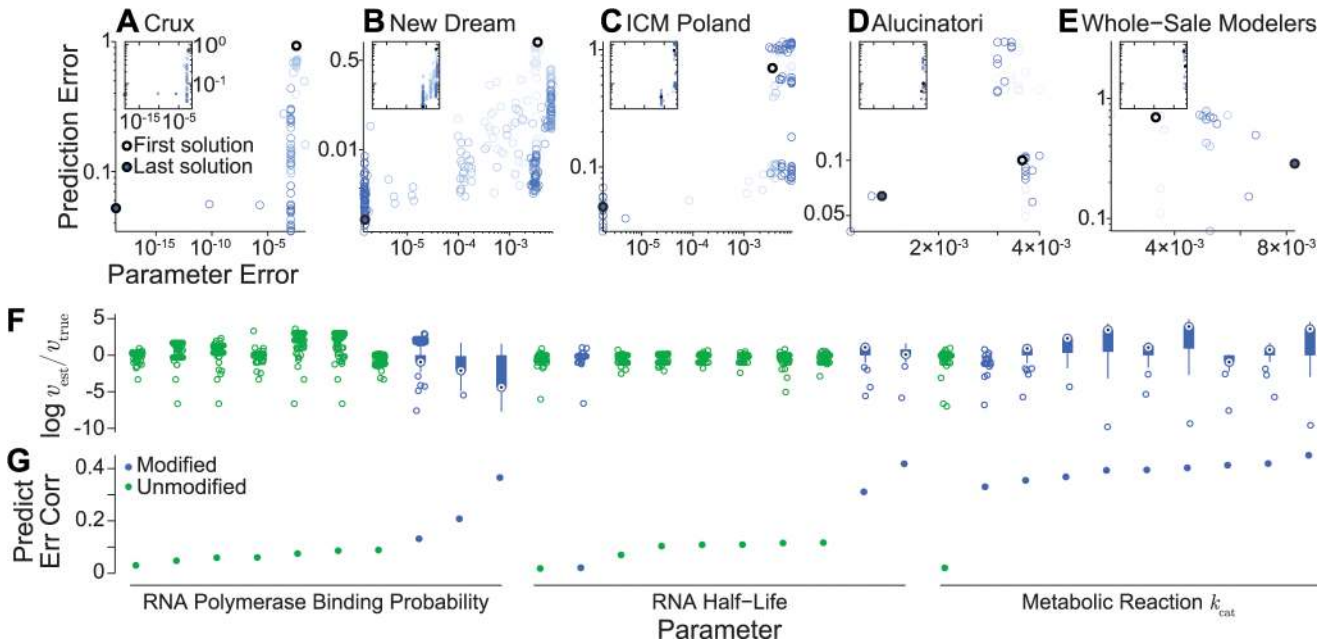 A Crux
B New Dream
C ICM Poland
D Alucinatori
E Whole-Sale Modelers
Prediction Error
1
0.1
10⁰
10⁻¹
10⁻¹⁵ 10⁻⁵
First solution
Last solution
10⁻¹⁵ 10⁻¹⁰ 10⁻⁵
Parameter Error
0.5
0.01
10⁻⁵ 10⁻⁴ 10⁻³
1
0.1
10⁻⁵ 10⁻⁴ 10⁻³
0.1
0.05
2×10⁻³ 4×10⁻³
1
0.1
4×10⁻³ 8×10⁻³
F
log v_est/v_true
5
0
-5
-10
G
Predict
Err Corr
0.4
0.2
0
Modified
Unmodified
RNA Polymerase Binding Probability
RNA Half-Life
Metabolic Reaction k_cat
Parameter